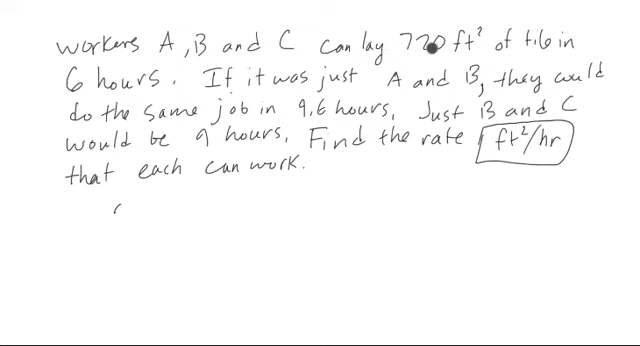 workers A, B and C can lay 720 ft² of tile in
6 hours. If it was just A and B, they could
do the same job in 9.6 hours, Just B and C
would be 9 hours, Find the rate ft²/hr
that each can work.